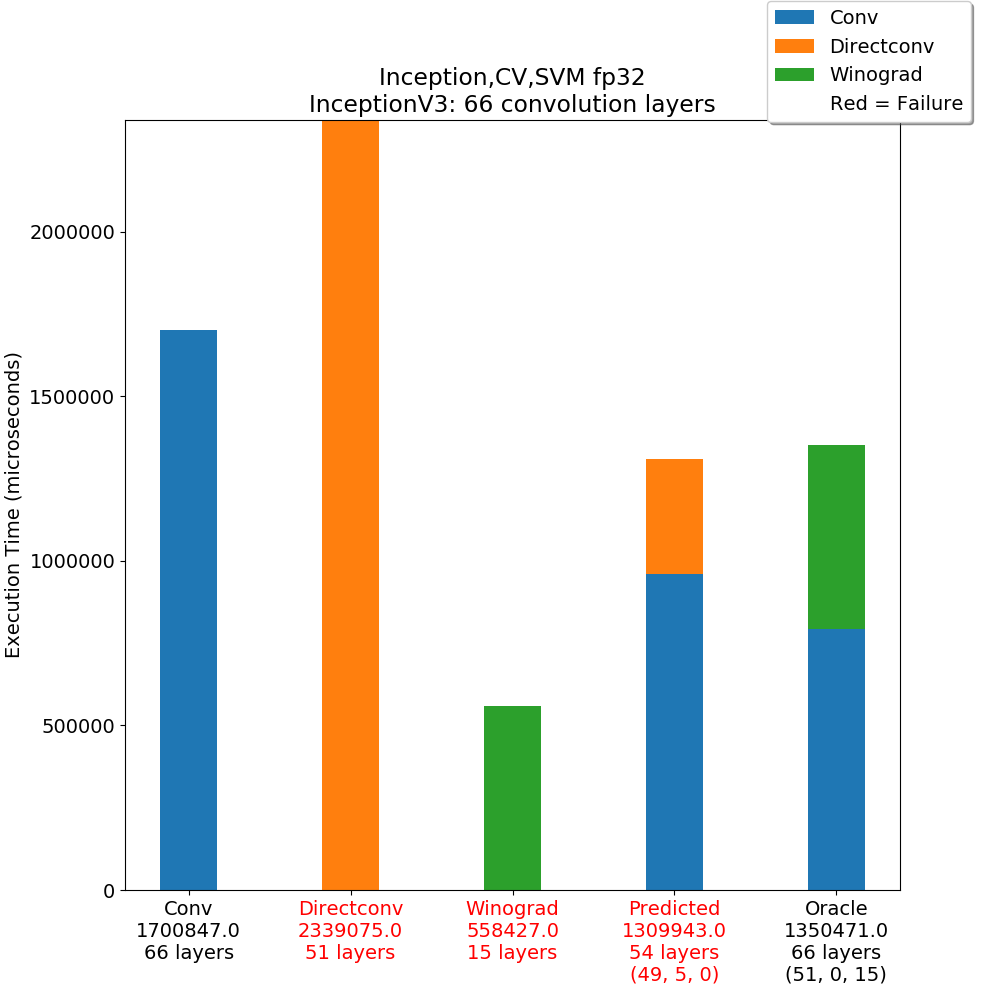 Conv
Directconv
Winograd
Red = Failure
Inception,CV,SVM fp32
InceptionV3: 66 convolution layers
Execution Time (microseconds)
2000000
1500000
1000000
500000
0
Conv
1700847.0
66 layers
Directconv
2339075.0
51 layers
Winograd
558427.0
15 layers
Predicted
1309943.0
54 layers
(49, 5, 0)
Oracle
1350471.0
66 layers
(51, 0, 15)